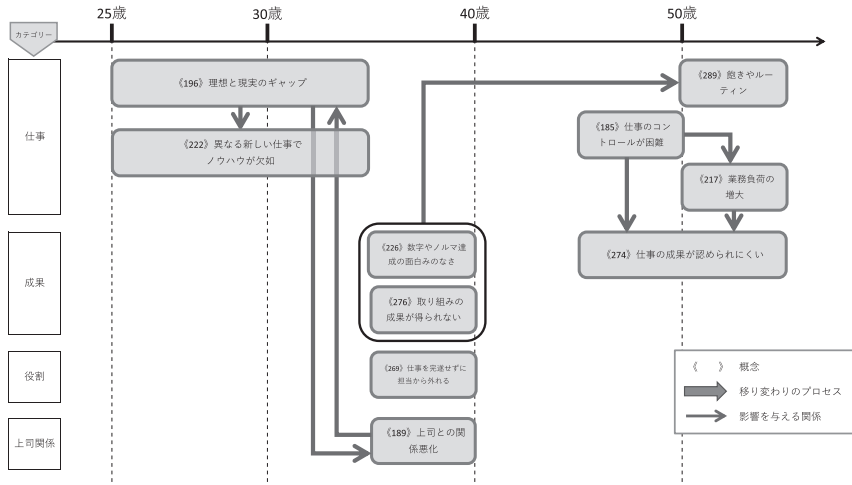 25歳
30歳
40歳
50歳
カテゴリー
仕事
《196》理想と現実のギャップ
《222》異なる新しい仕事で
ノウハウが欠如
《289》飽きやルー
ティン
《185》仕事のコン
トロールが困難
《217》業務負荷の
増大
成果
《226》数字やノルマ達
成の面白みのなさ
《276》取り組みの
成果が得られない
《274》仕事の成果が認められにくい
役割
《269》仕事を完遂せずに
担当から外れる
上司関係
《189》上司との関
係悪化
《　》 概念
移り変わりのプロセス
影響を与える関係